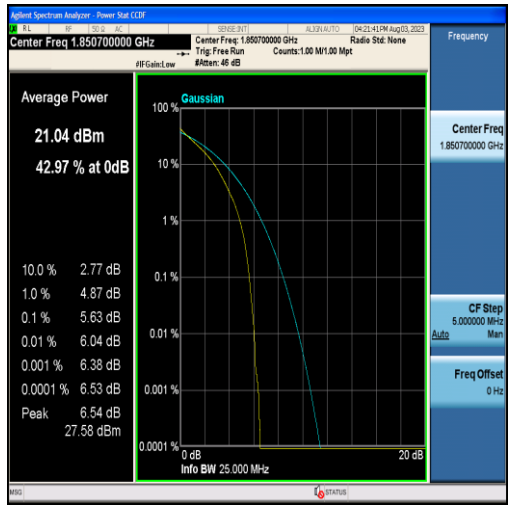 Agilent Spectrum Analyzer - Power Stat CCDF
RL RF 50 Ω AC SENSE:INT ALIGN AUTO 04:21:41 PM Aug 03, 2023
Center Freq 1.850700000 GHz
Center Freq: 1.850700000 GHz Radio Std: None
Trig: Free Run Counts:1.00 M/1.00 Mpt
#IFGain:Low #Atten: 46 dB
Frequency
Average Power
21.04 dBm
42.97 % at 0dB
10.0 % 2.77 dB
1.0 % 4.87 dB
0.1 % 5.63 dB
0.01 % 6.04 dB
0.001 % 6.38 dB
0.0001 % 6.53 dB
Peak 6.54 dB
27.58 dBm
Gaussian
100 %
10 %
1 %
0.1 %
0.01 %
0.001 %
0.0001 %
0 dB 20 dB
Info BW 25.000 MHz
Center Freq
1.850700000 GHz
CF Step
5.000000 MHz
Auto Man
Freq Offset
0 Hz
MSG STATUS